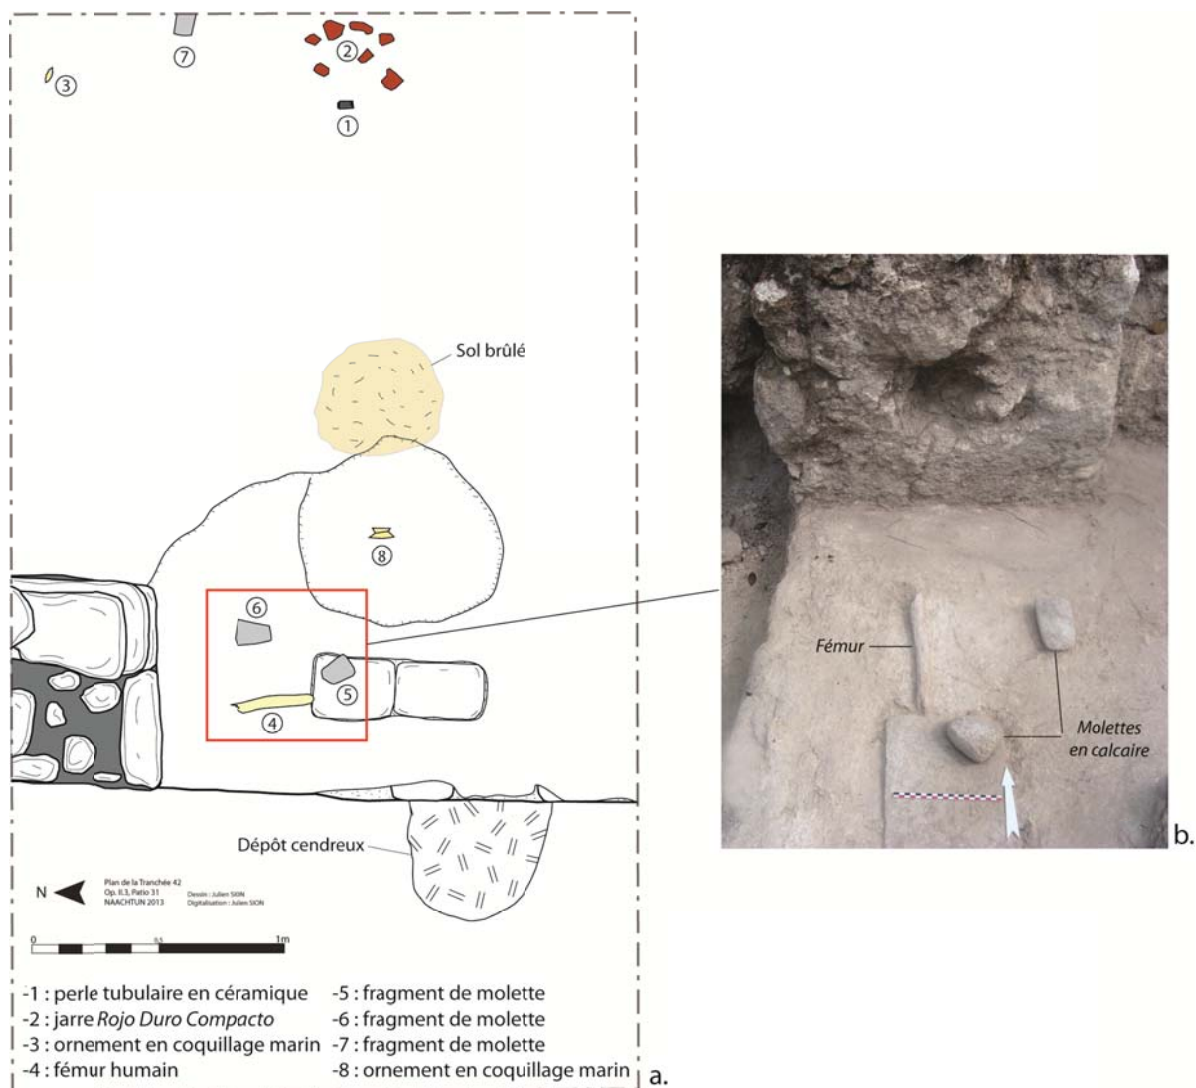 7
2
3
1
Sol brûlé
8
6
5
4
Fémur
Molettes
en calcaire
b.
Dépôt cendreux
N
Plan de la Tranchée 42
Op. II.3, Patio 31
NAACHTUN 2013
Dessin : Julien SION
Digitalisation : Julien SION
0 0,5 1m
-1 : perle tubulaire en céramique
-2 : jarre Rojo Duro Compacto
-3 : ornement en coquillage marin
-4 : fémur humain
-5 : fragment de molette
-6 : fragment de molette
-7 : fragment de molette
-8 : ornement en coquillage marin
a.